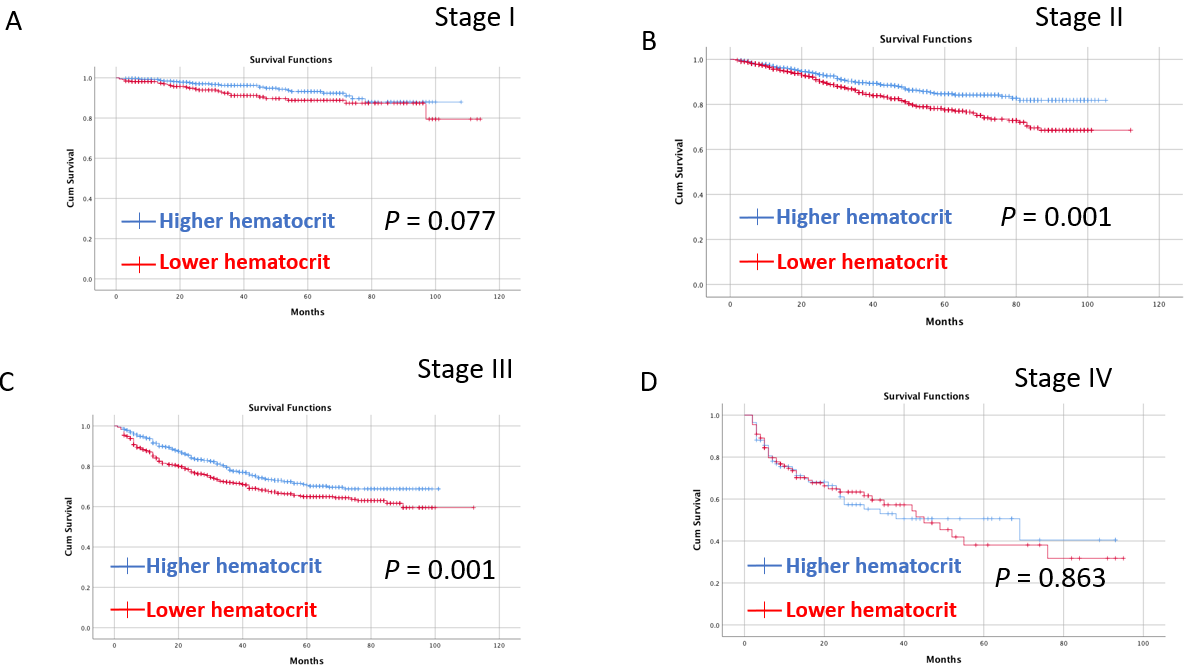 A
Stage I
Survival Functions
1.0
0.8
0.6
0.4
0.2
0.0
Cum Survival
Higher hematocrit
P = 0.077
Lower hematocrit
0 20 40 60 80 100 120
Months
B
Stage II
Survival Functions
1.0
0.8
0.6
0.4
0.2
0.0
Cum Survival
Higher hematocrit
P = 0.001
Lower hematocrit
0 20 40 60 80 100 120
Months
C
Stage III
Survival Functions
1.0
0.8
0.6
0.4
0.2
0.0
Cum Survival
Higher hematocrit
P = 0.001
Lower hematocrit
0 20 40 60 80 100 120
Months
D
Stage IV
Survival Functions
1.0
0.8
0.6
0.4
0.2
0.0
Cum Survival
Higher hematocrit
P = 0.863
Lower hematocrit
0 20 40 60 80 100
Months